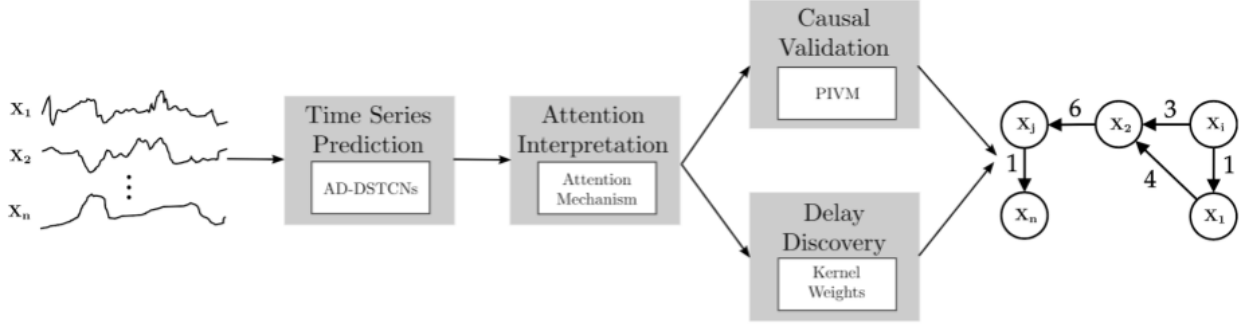 X₁
X₂
Xₙ
Time Series
Prediction
AD-DSTCNs
Attention
Interpretation
Attention
Mechanism
Causal
Validation
PIVM
Delay
Discovery
Kernel
Weights
Xⱼ
6
X₂
3
Xᵢ
1
4
1
Xₙ
X₁